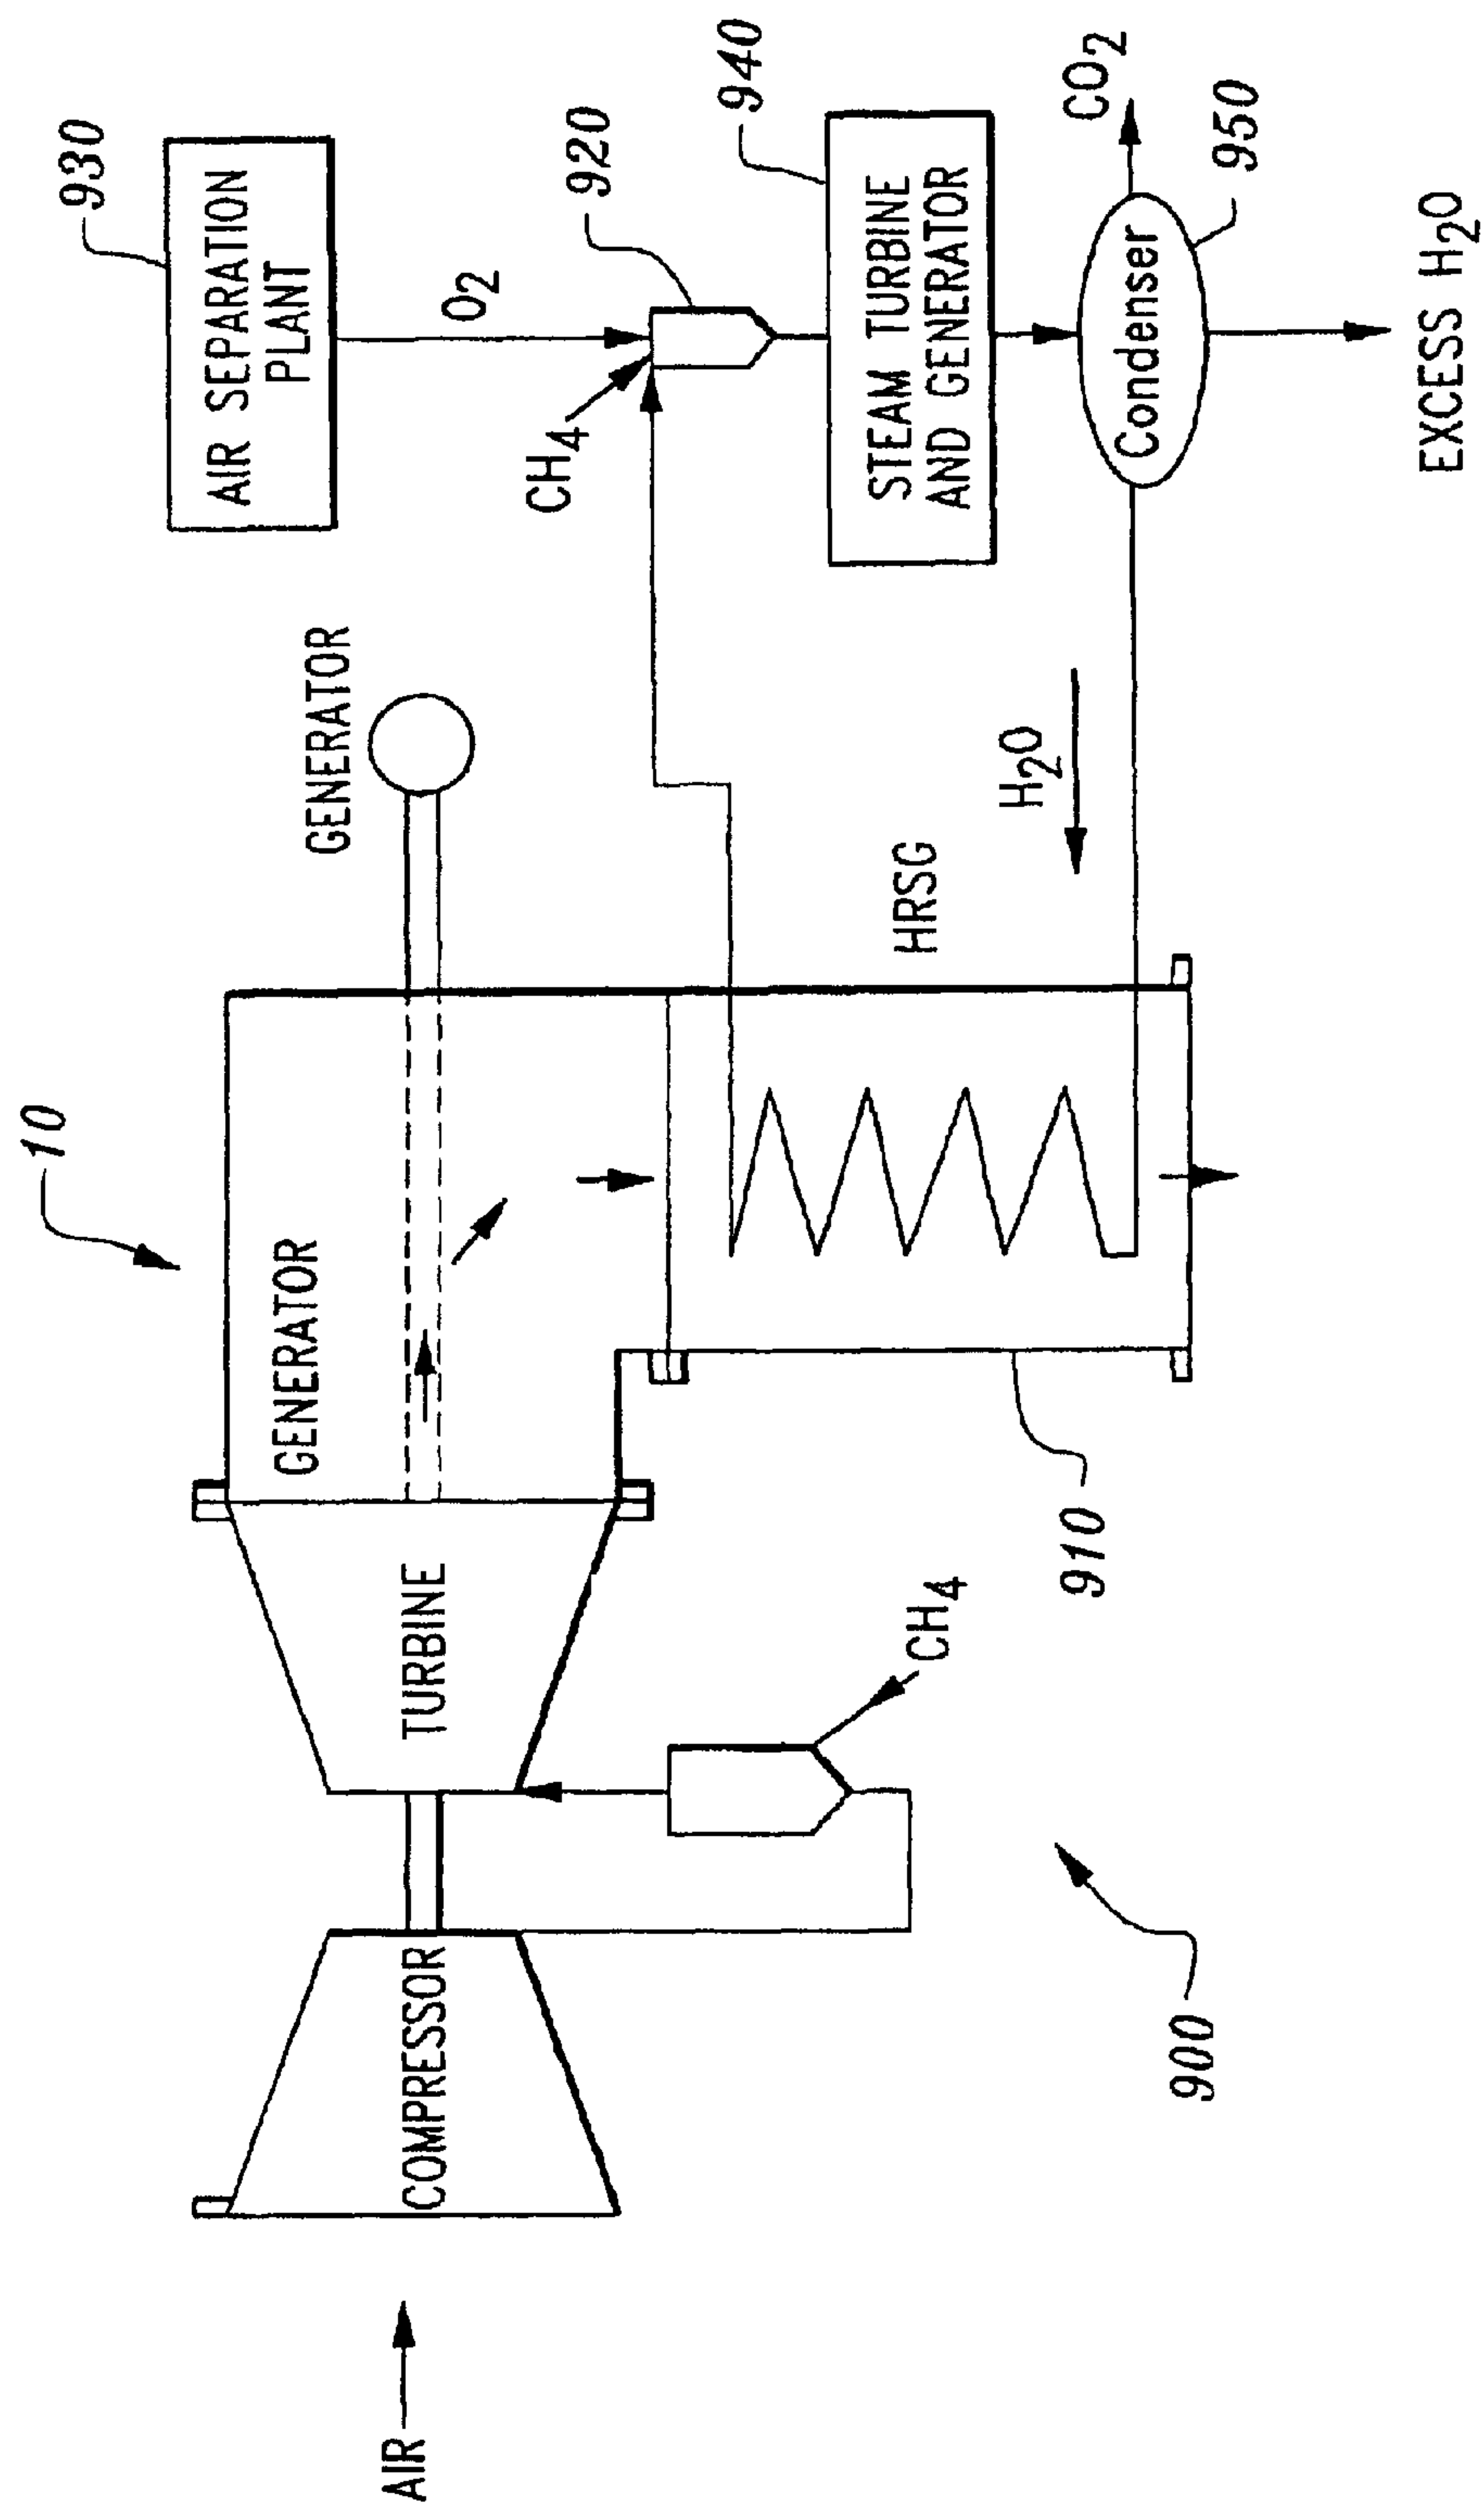 10
930
AIR SEPARATION
PLANT
GENERATOR
O2
GENERATOR
920
CH4
940
AIR
COMPRESSOR
TURBINE
STEAM TURBINE
AND GENERATOR
HRSG
CH4
H2O
CO2
Condenser
950
910
900
EXCESS H2O